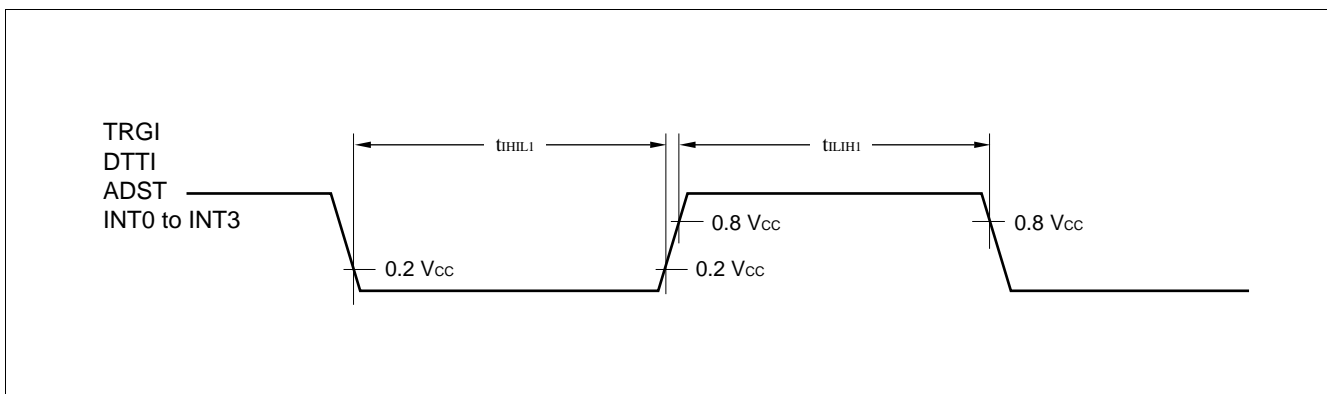 TRGI
DTTI
ADST
INT0 to INT3
tIHIL1
tILIH1
0.8 VCC
0.8 VCC
0.2 VCC
0.2 VCC